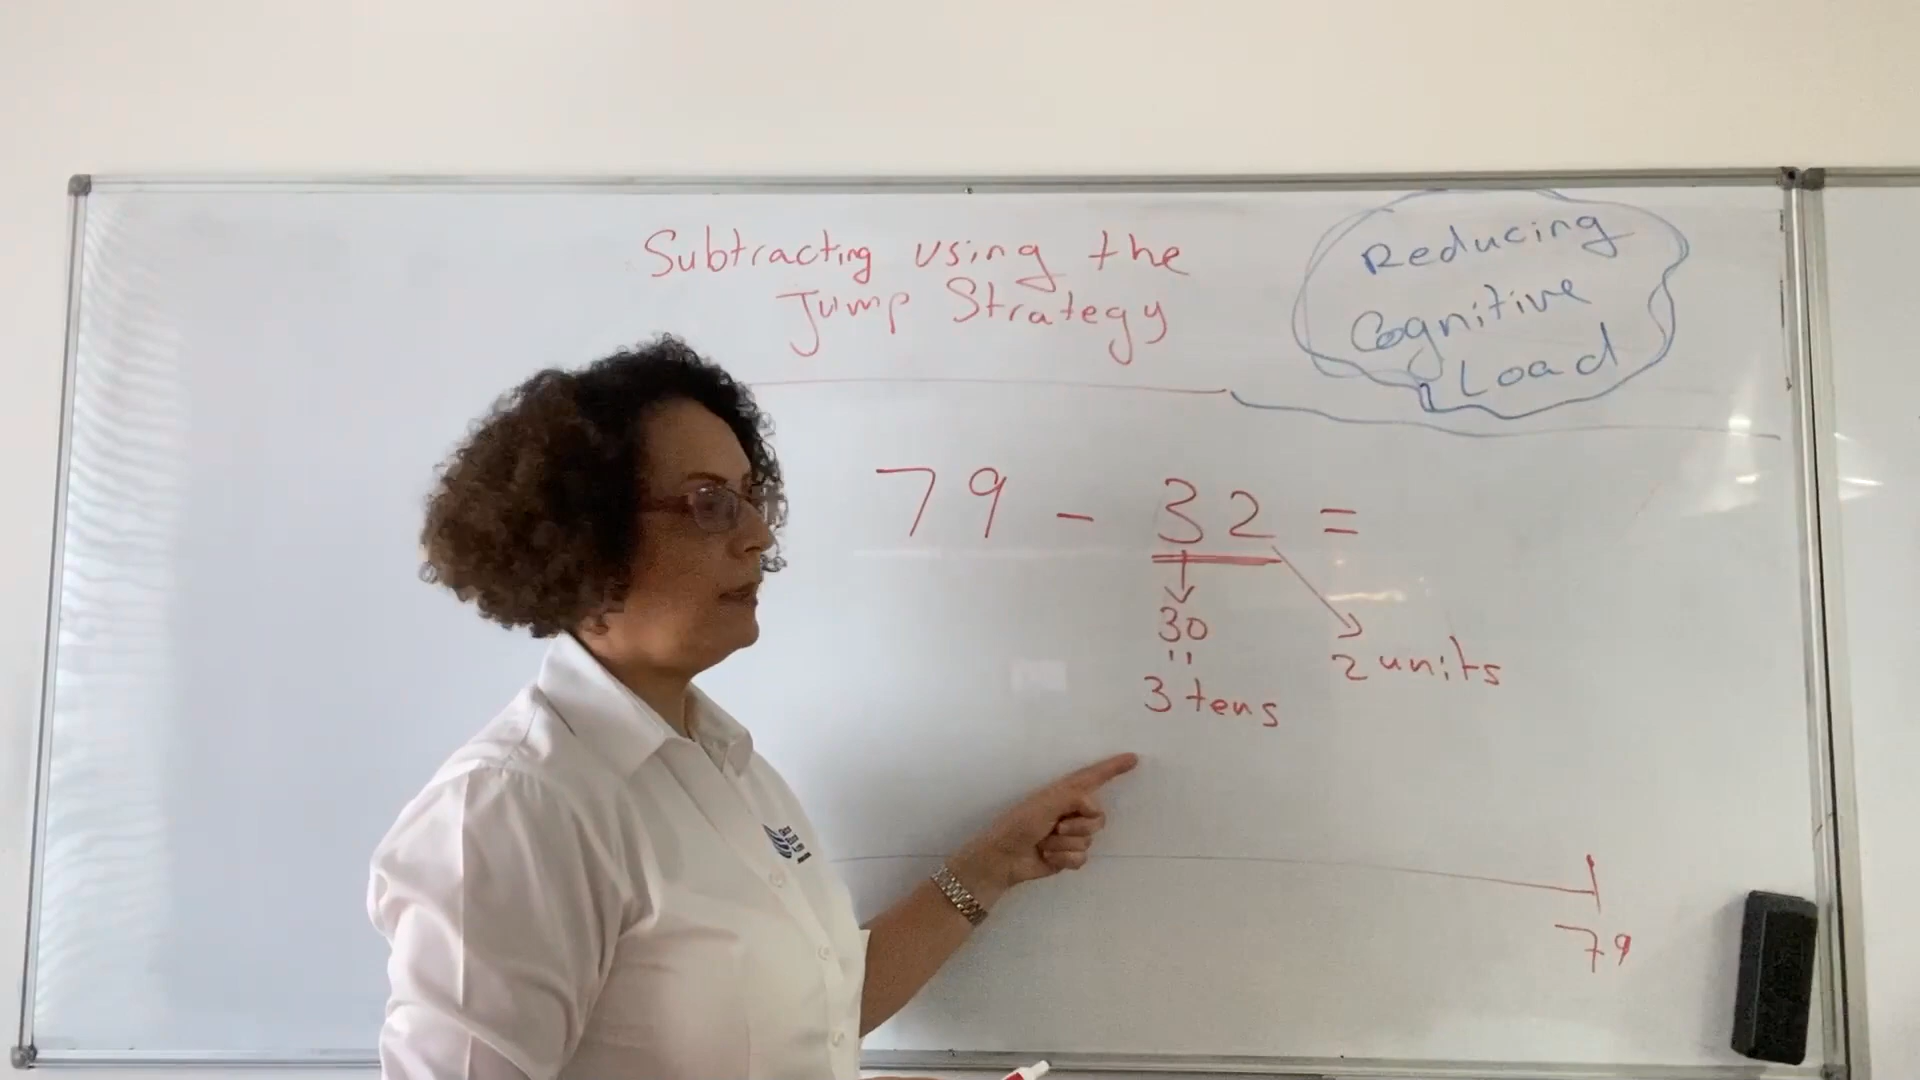 Subtracting using the
Jump Strategy
Reducing
Cognitive
Load
79 - 32 =
30
"
3 tens
2 units
79